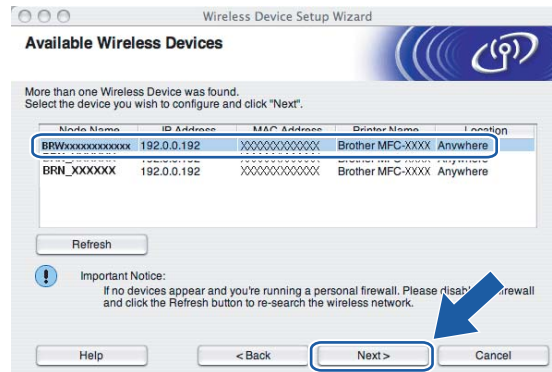 Wireless Device Setup Wizard
Available Wireless Devices
More than one Wireless Device was found.
Select the device you wish to configure and click "Next".
Node Name IP Address MAC Address Printer Name Location
BRWxxxxxxxxxxxx 192.0.0.192 XXXXXXXXXXXX Brother MFC-XXXX Anywhere
BRN_XXXXXX 192.0.0.192 XXXXXXXXXXXX Brother MFC-XXXX Anywhere
Refresh
Important Notice:
If no devices appear and you're running a personal firewall. Please
and click the Refresh button to re-search the wireless network.
Help < Back Next > Cancel